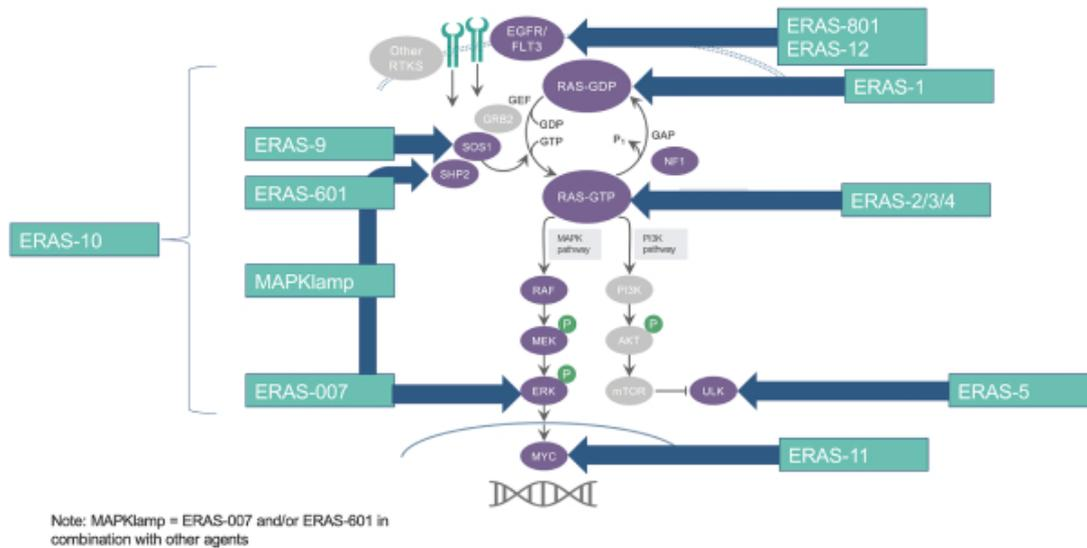 ERAS-801
ERAS-12
EGFR/
FLT3
Other
RTKS
RAS-GDP
ERAS-1
GEF
GRB2
GDP
GTP
P₁
GAP
NF1
ERAS-9
SOS1
SHP2
ERAS-601
RAS-GTP
ERAS-2/3/4
ERAS-10
MAPK
pathway
PI3K
pathway
MAPKlamp
RAF
PI3K
P
P
MEK
AKT
P
ERAS-007
ERK
mTOR
ULK
ERAS-5
MYC
ERAS-11
Note: MAPKlamp = ERAS-007 and/or ERAS-601 in
combination with other agents